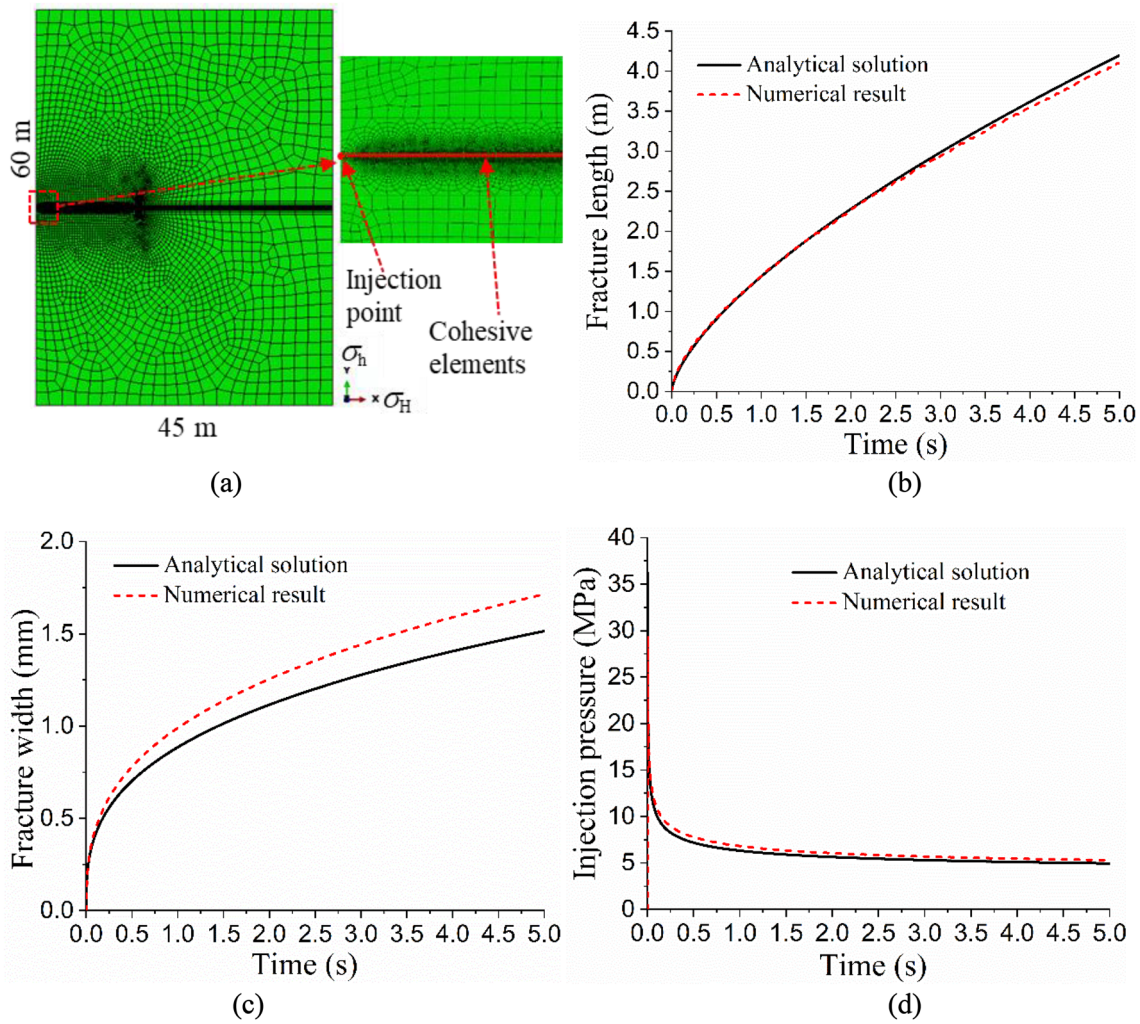 60 m
45 m
Injection
point
Cohesive
elements
σh
Y
X σH
(a)
Analytical solution
Numerical result
Fracture length (m)
4.5
4.0
3.5
3.0
2.5
2.0
1.5
1.0
0.5
0.0
0.0 0.5 1.0 1.5 2.0 2.5 3.0 3.5 4.0 4.5 5.0
Time (s)
(b)
Analytical solution
Numerical result
Fracture width (mm)
2.0
1.5
1.0
0.5
0.0
0.0 0.5 1.0 1.5 2.0 2.5 3.0 3.5 4.0 4.5 5.0
Time (s)
(c)
Analytical solution
Numerical result
Injection pressure (MPa)
40
35
30
25
20
15
10
5
0
0.0 0.5 1.0 1.5 2.0 2.5 3.0 3.5 4.0 4.5 5.0
Time (s)
(d)